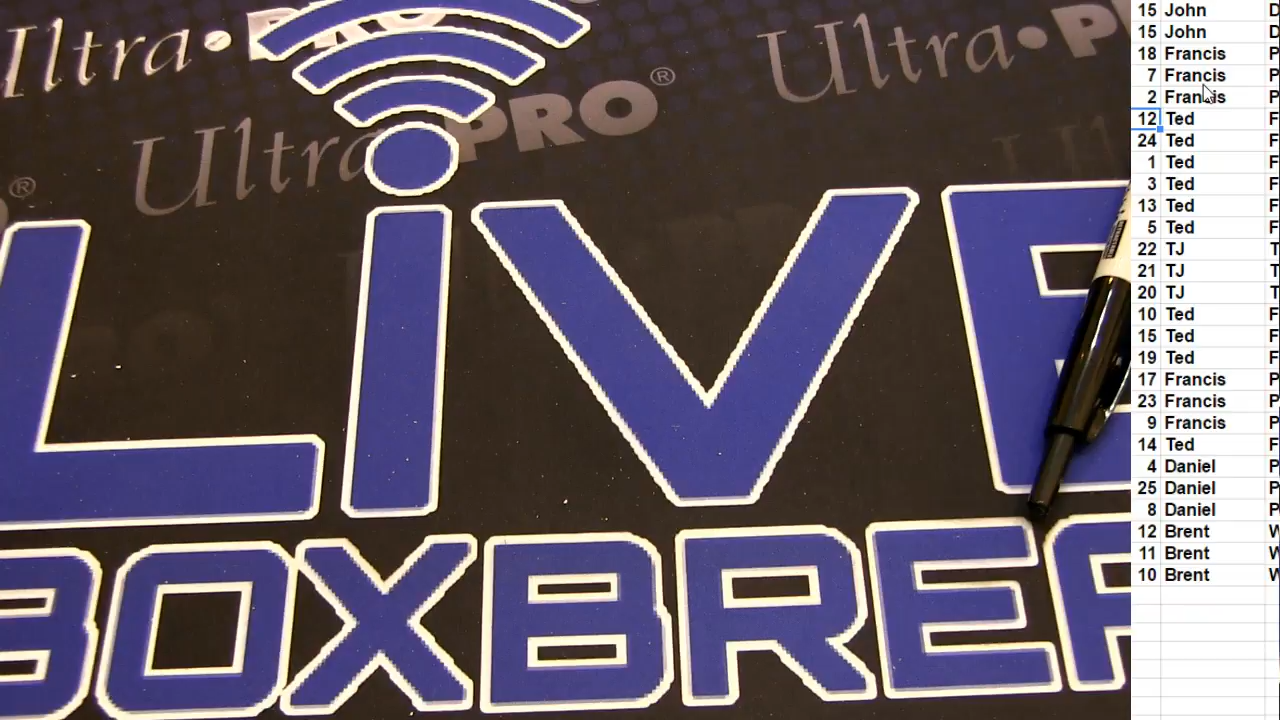 Ultra•PRO
Ultra•PRO®
Ultra•P
®
LiVE
BOXBREA
15 John D
15 John D
18 Francis P
7 Francis P
2 Francis P
12 Ted F
24 Ted F
1 Ted F
3 Ted F
13 Ted F
5 Ted F
22 TJ T
21 TJ T
20 TJ T
10 Ted F
15 Ted F
19 Ted F
17 Francis P
23 Francis P
9 Francis P
14 Ted F
4 Daniel P
25 Daniel P
8 Daniel P
12 Brent W
11 Brent W
10 Brent W